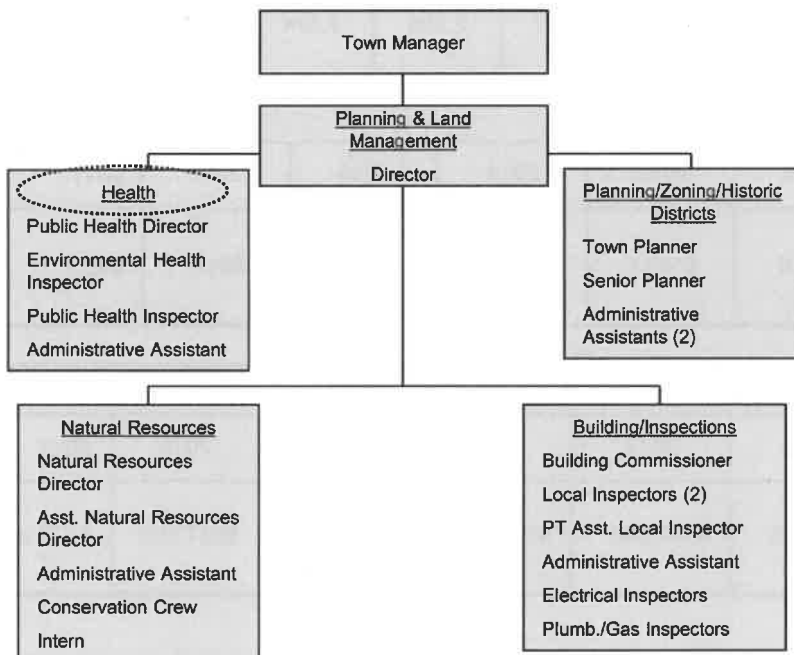 Town Manager
Planning & Land
Management
Director
Health
Public Health Director
Environmental Health
Inspector
Public Health Inspector
Administrative Assistant
Planning/Zoning/Historic
Districts
Town Planner
Senior Planner
Administrative
Assistants (2)
Natural Resources
Natural Resources
Director
Asst. Natural Resources
Director
Administrative Assistant
Conservation Crew
Intern
Building/Inspections
Building Commissioner
Local Inspectors (2)
PT Asst. Local Inspector
Administrative Assistant
Electrical Inspectors
Plumb./Gas Inspectors